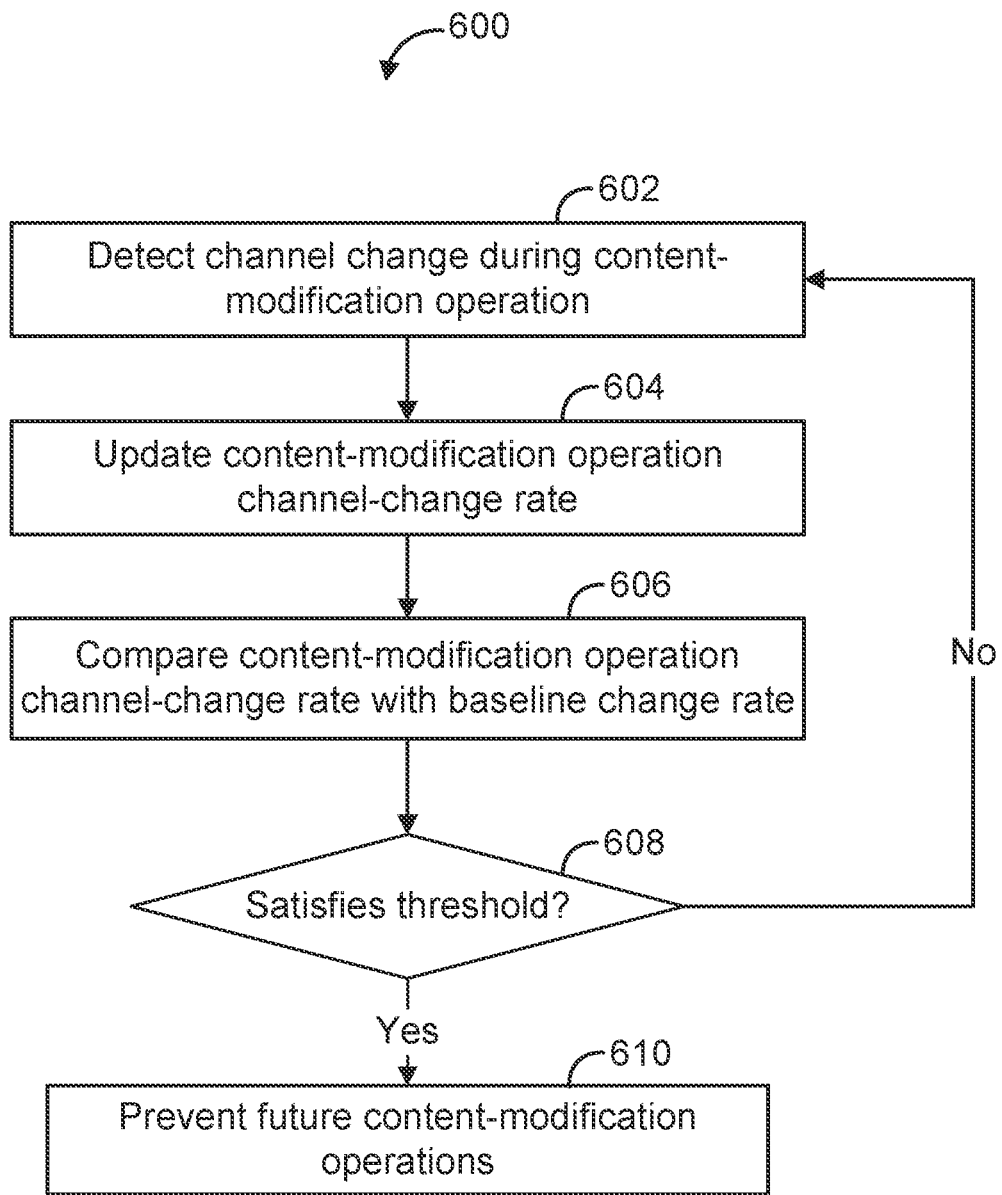 600
602
Detect channel change during content-
modification operation
604
Update content-modification operation
channel-change rate
606
Compare content-modification operation
channel-change rate with baseline change rate
No
608
Satisfies threshold?
Yes
610
Prevent future content-modification
operations